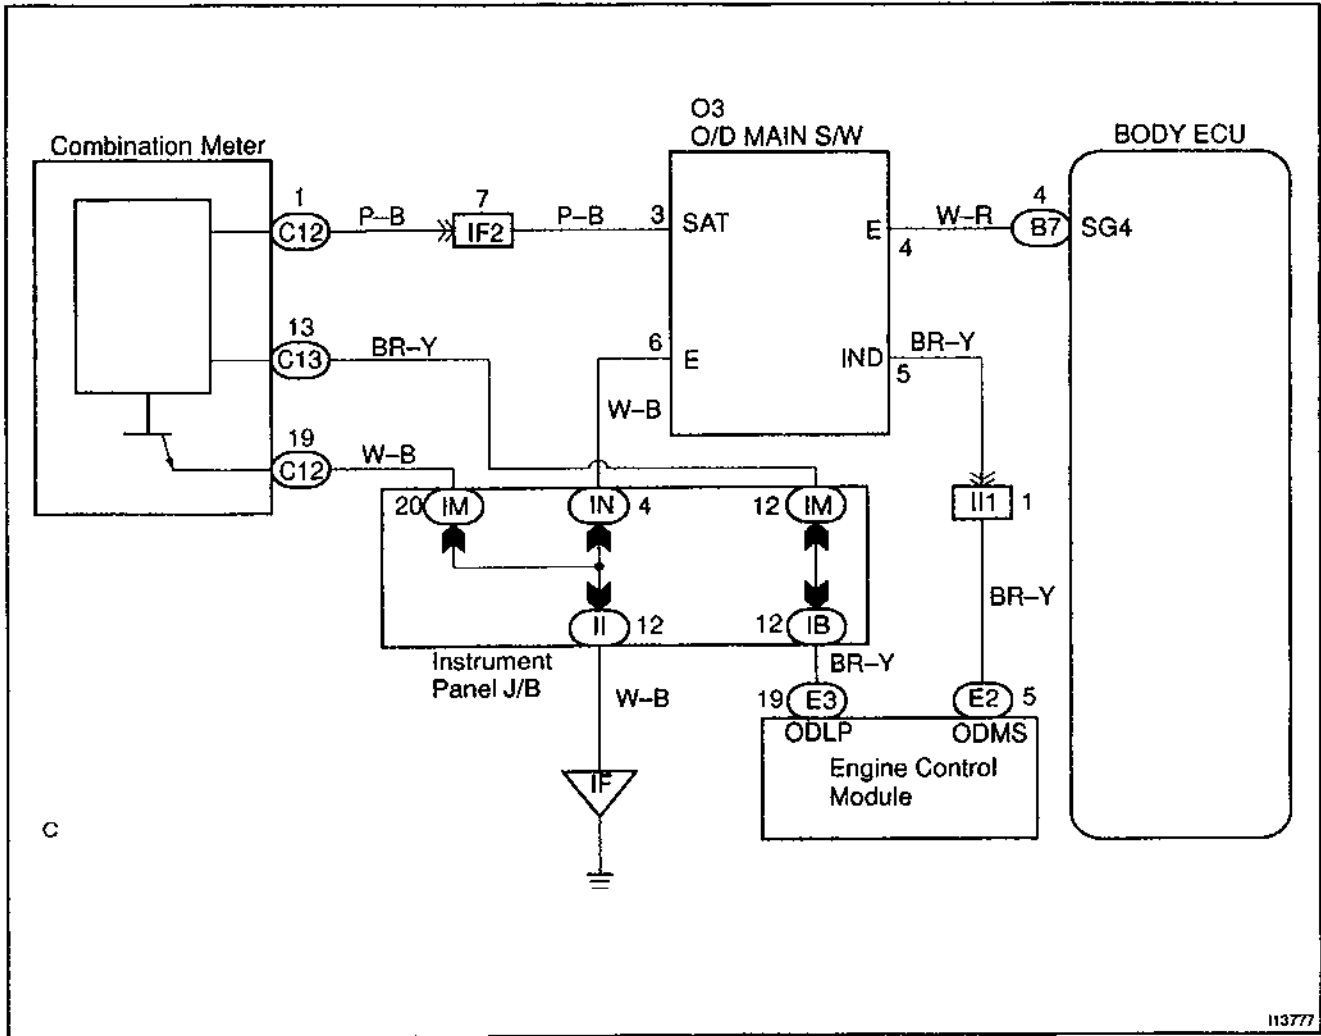 O3
O/D MAIN S/W
BODY ECU
Combination Meter
1
C12
P–B
7
IF2
P–B
3
SAT
E
4
W–R
4
B7
SG4
13
C13
BR–Y
6
E
IND
5
BR–Y
W–B
19
C12
W–B
20
IM
IN
4
12
IM
II1
1
II
12
12
IB
BR–Y
Instrument
Panel J/B
BR–Y
W–B
19
E3
E2
5
ODLP
ODMS
IF
Engine Control
Module
C
I13777